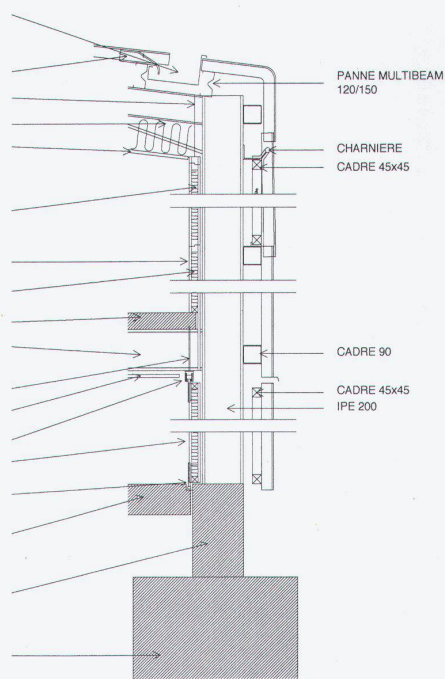 PANNE MULTIBEAM
120/150
CHARNIERE
CADRE 45x45
CADRE 90
CADRE 45x45
IPE 200